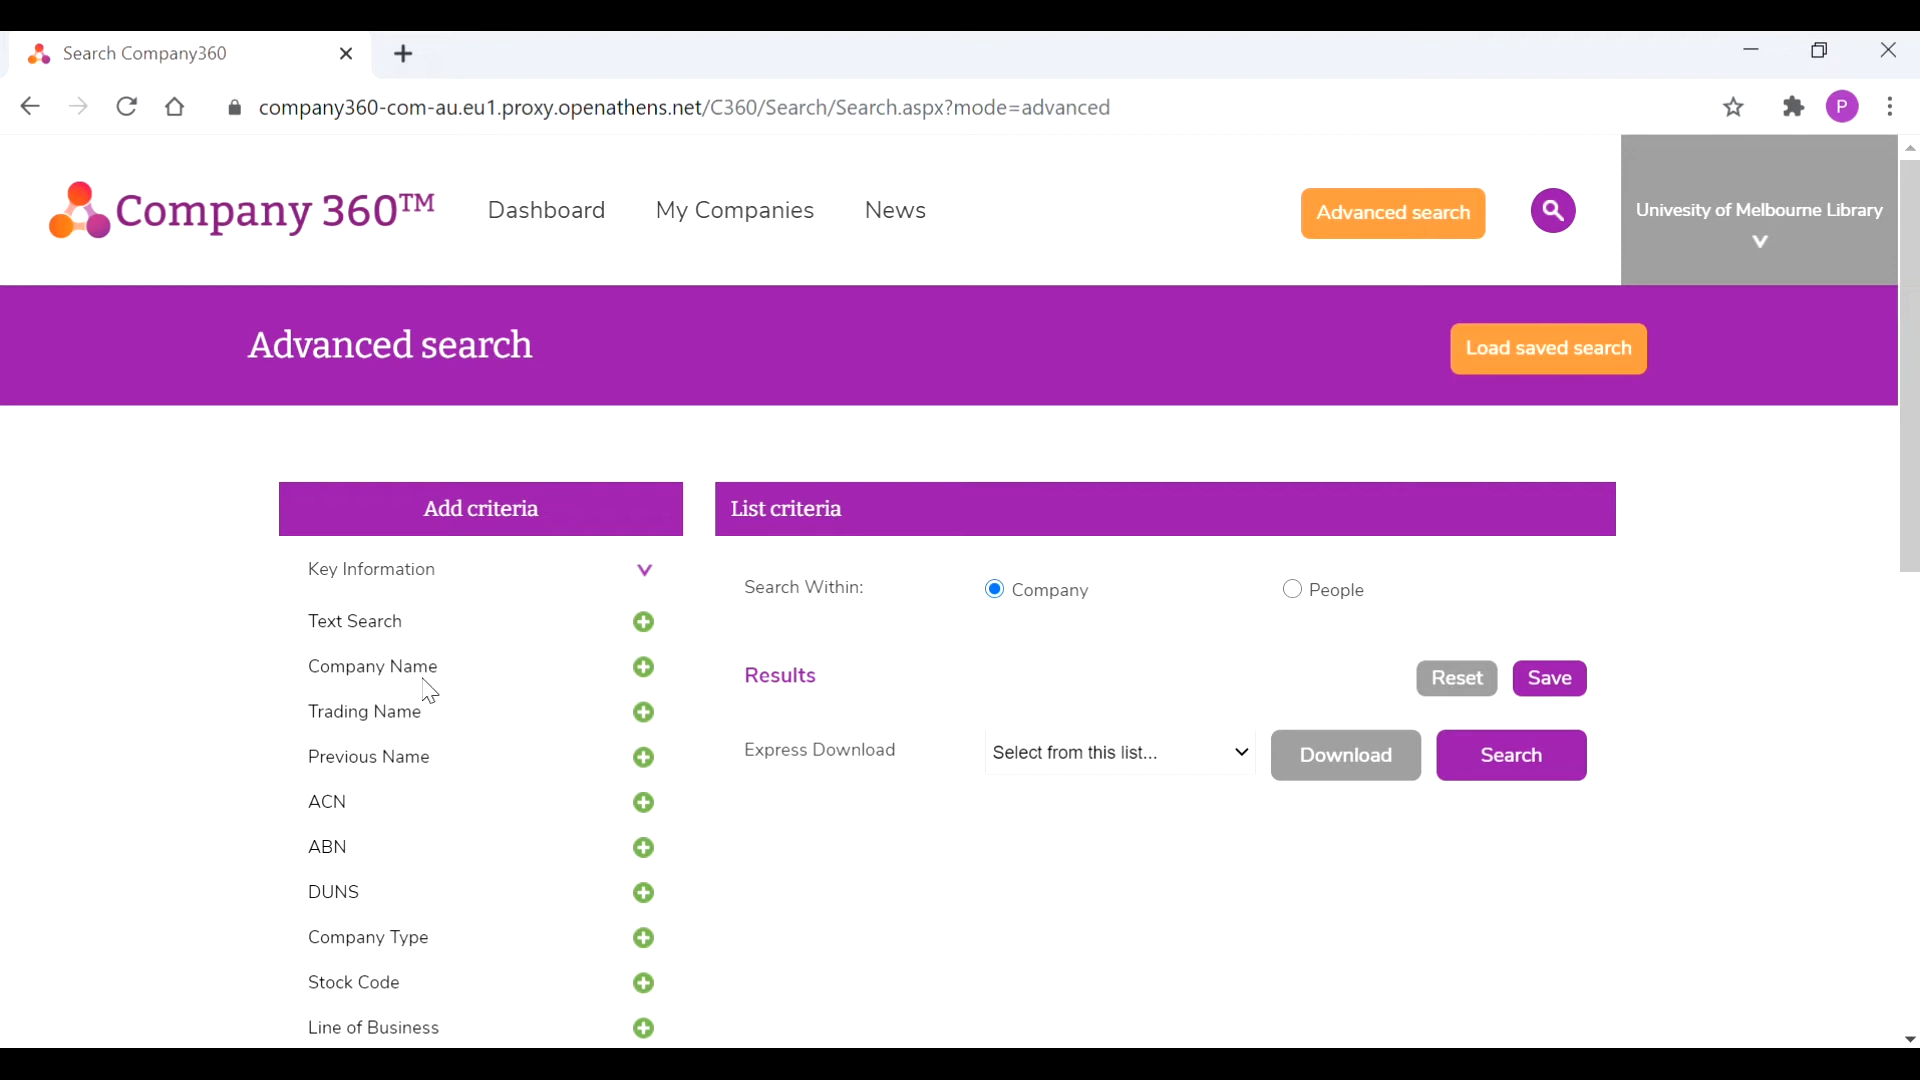 Search Company360
company360-com-au.eu1.proxy.openathens.net/C360/Search/Search.aspx?mode=advanced
P
Company 360™
Dashboard
My Companies
News
Advanced search
Univesity of Melbourne Library
Advanced search
Load saved search
Add criteria
List criteria
Key Information
Search Within:
Company
People
Text Search
Company Name
Results
Reset
Save
Trading Name
Previous Name
Express Download
Select from this list...
Download
Search
ACN
ABN
DUNS
Company Type
Stock Code
Line of Business